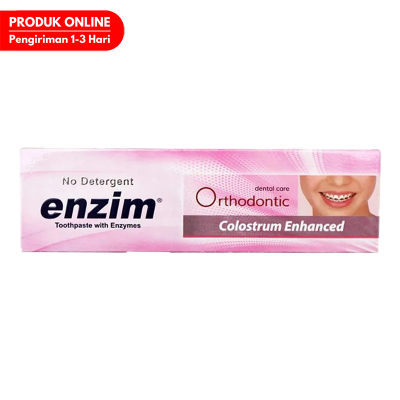 PRODUK ONLINE
Pengiriman 1-3 Hari
No Detergent
enzim®
Toothpaste with Enzymes
dental care
Orthodontic
Colostrum Enhanced